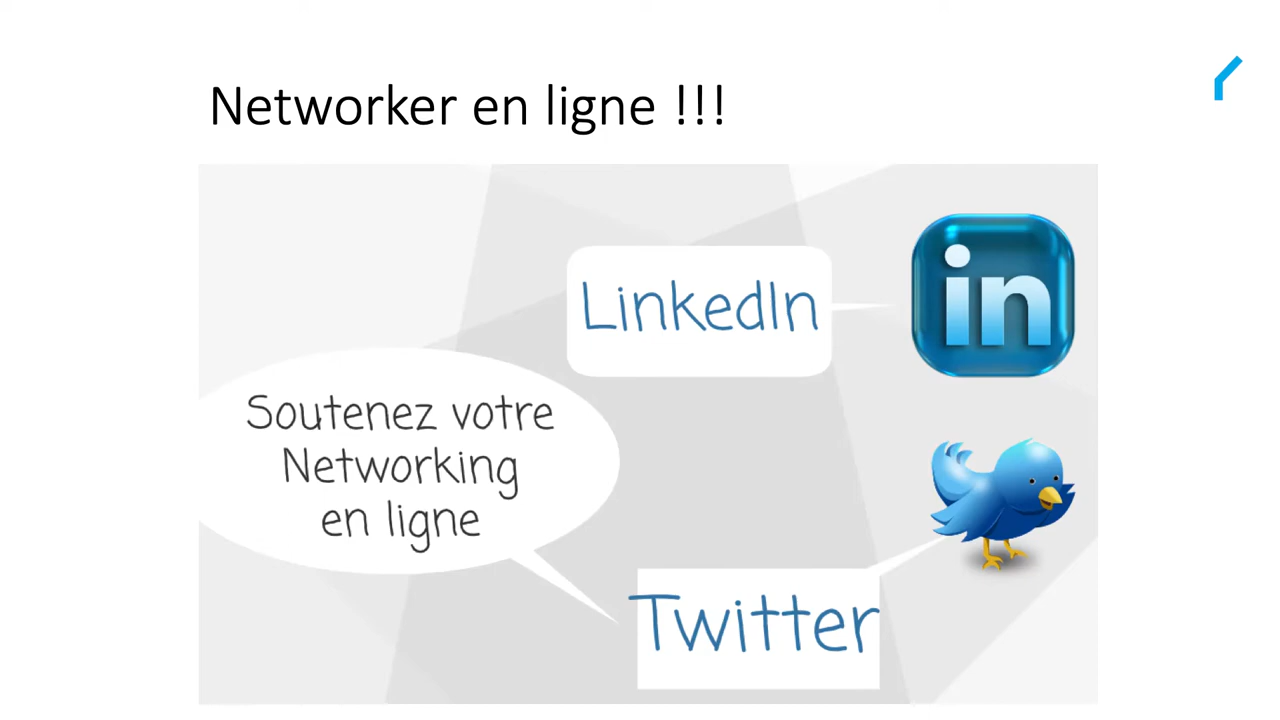 Networker en ligne !!!
LinkedIn
in
Soutenez votre
Networking
en ligne
Twitter